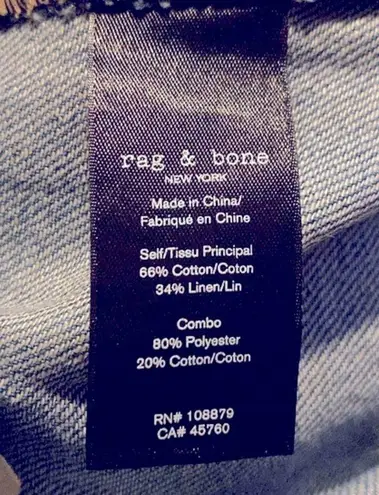 rag & bone
NEW YORK
Made in China/
Fabriqué en Chine
Self/Tissu Principal
66% Cotton/Coton
34% Linen/Lin
Combo
80% Polyester
20% Cotton/Coton
RN# 108879
CA# 45760